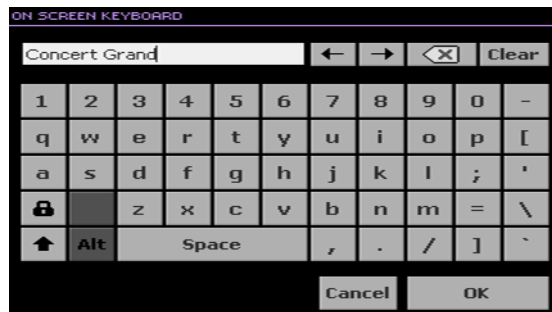 ON SCREEN KEYBOARD
Concert Grand ← → ⌫ Clear
1 2 3 4 5 6 7 8 9 0 -
q w e r t y u i o p [
a s d f g h j k l ; '
z x c v b n m = \
Alt Space , . / ] `
Cancel OK